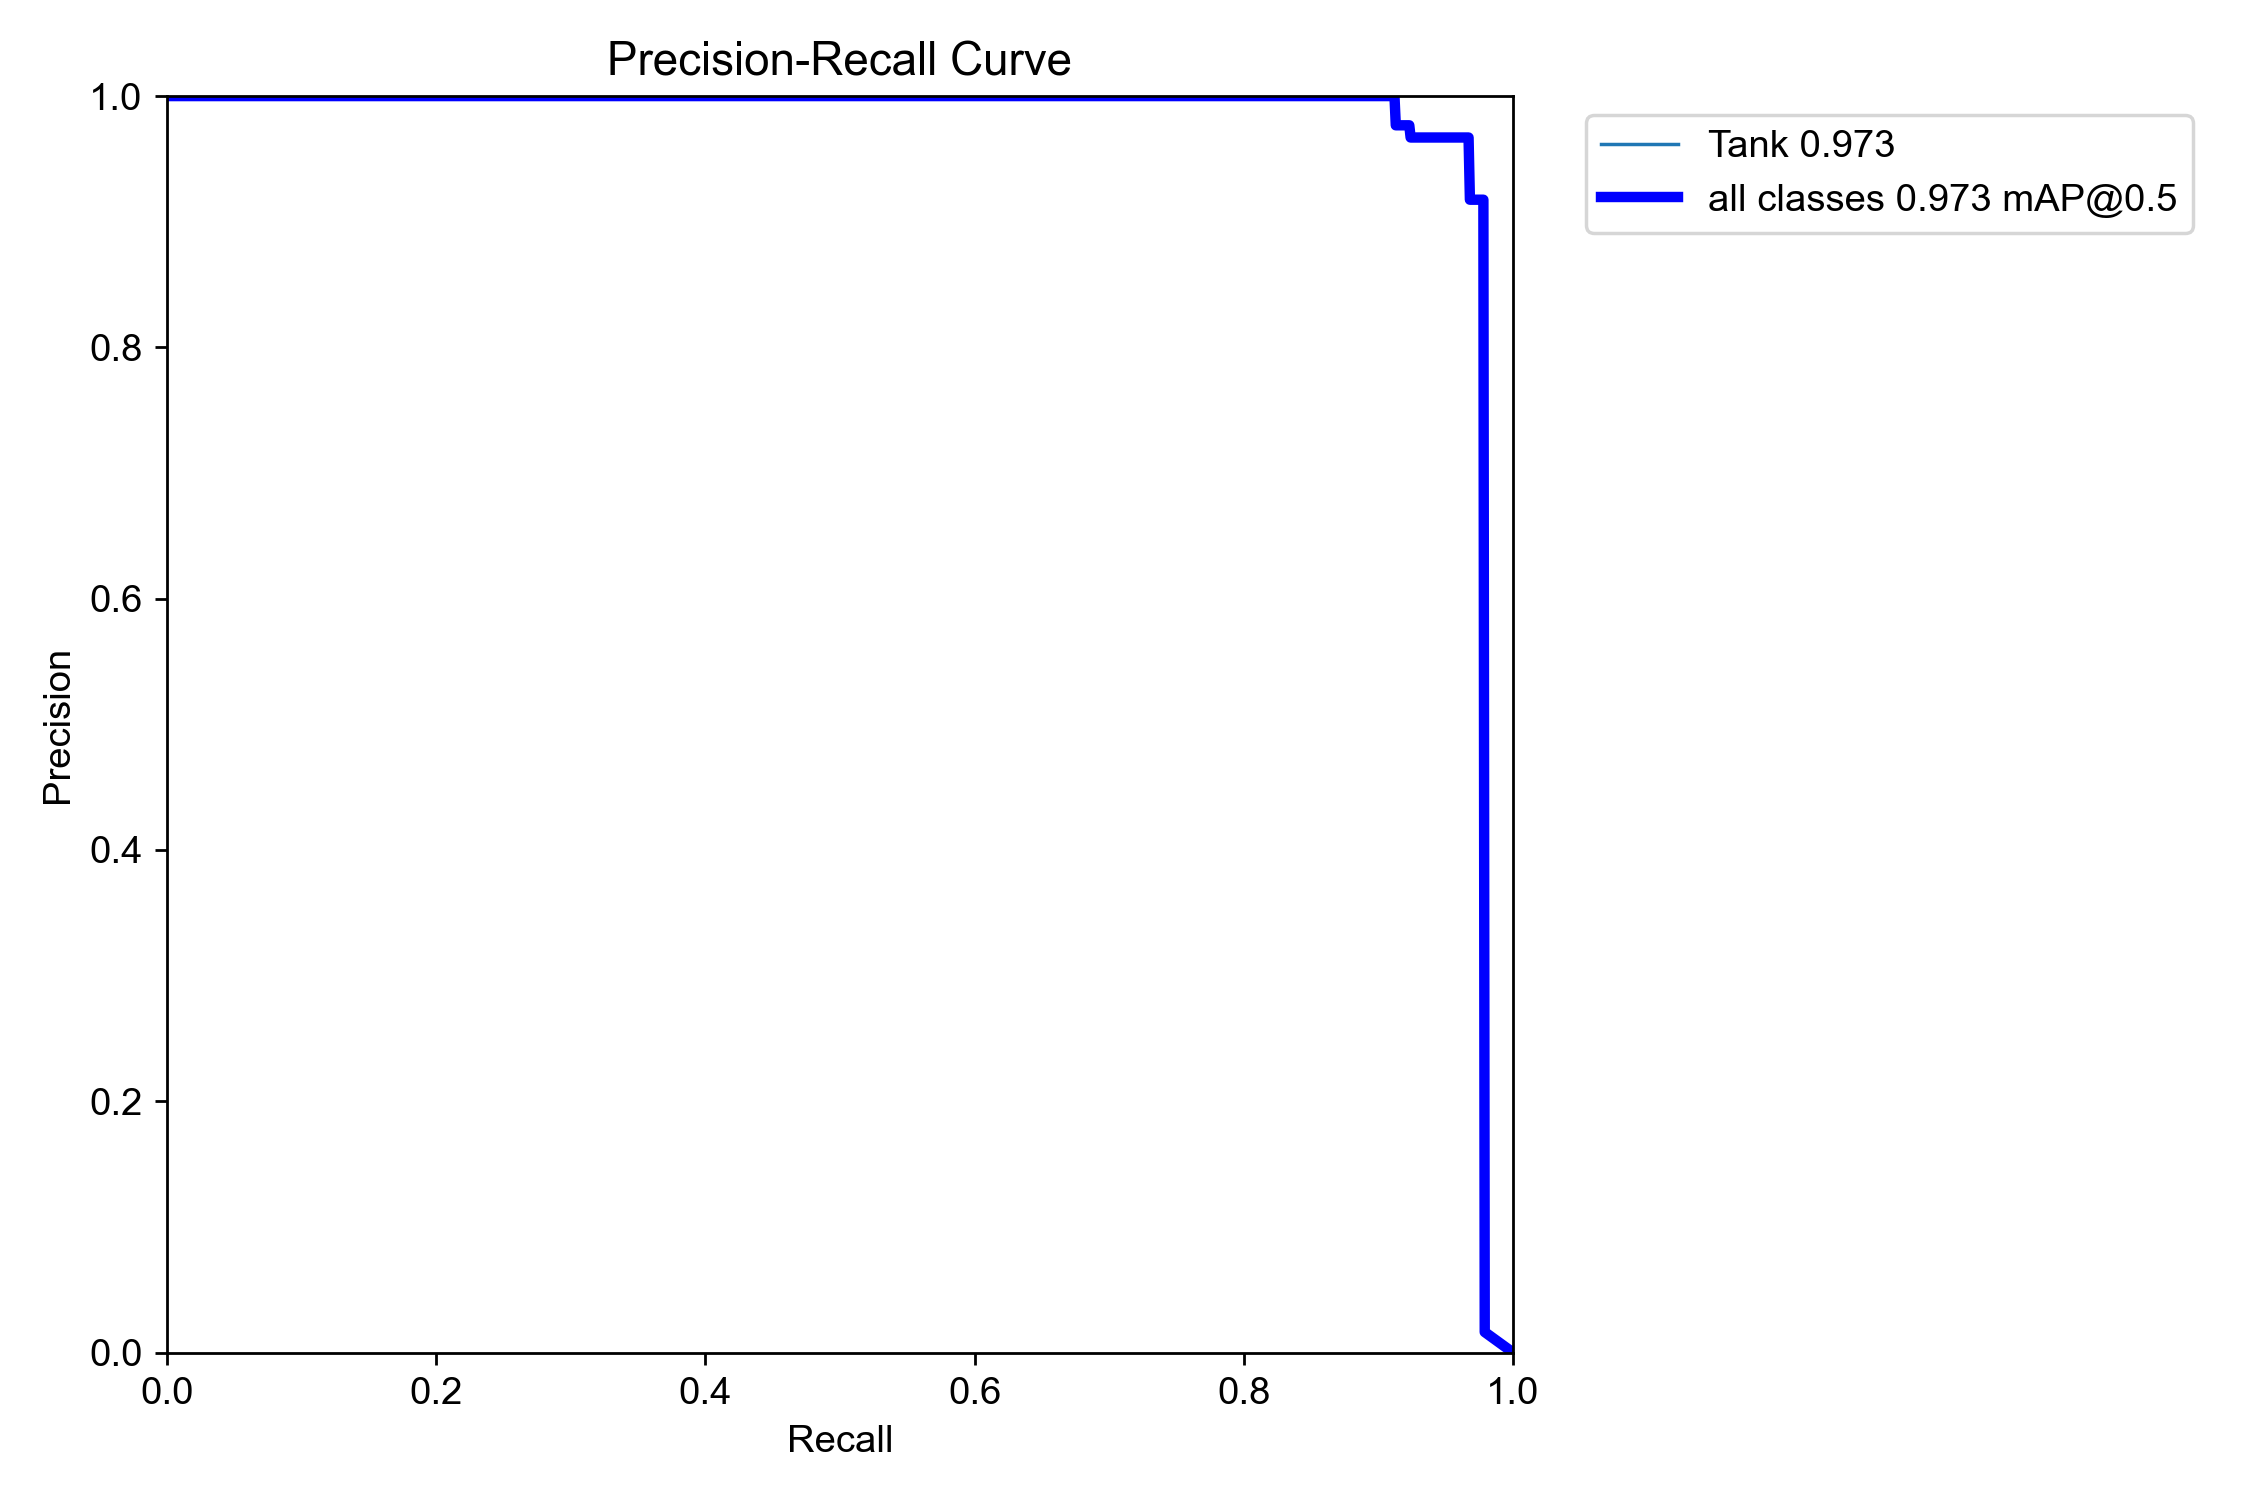 Precision-Recall Curve
1.0
0.8
0.6
0.4
0.2
0.0
Precision
0.0 0.2 0.4 0.6 0.8 1.0
Recall
Tank 0.973
all classes 0.973 mAP@0.5